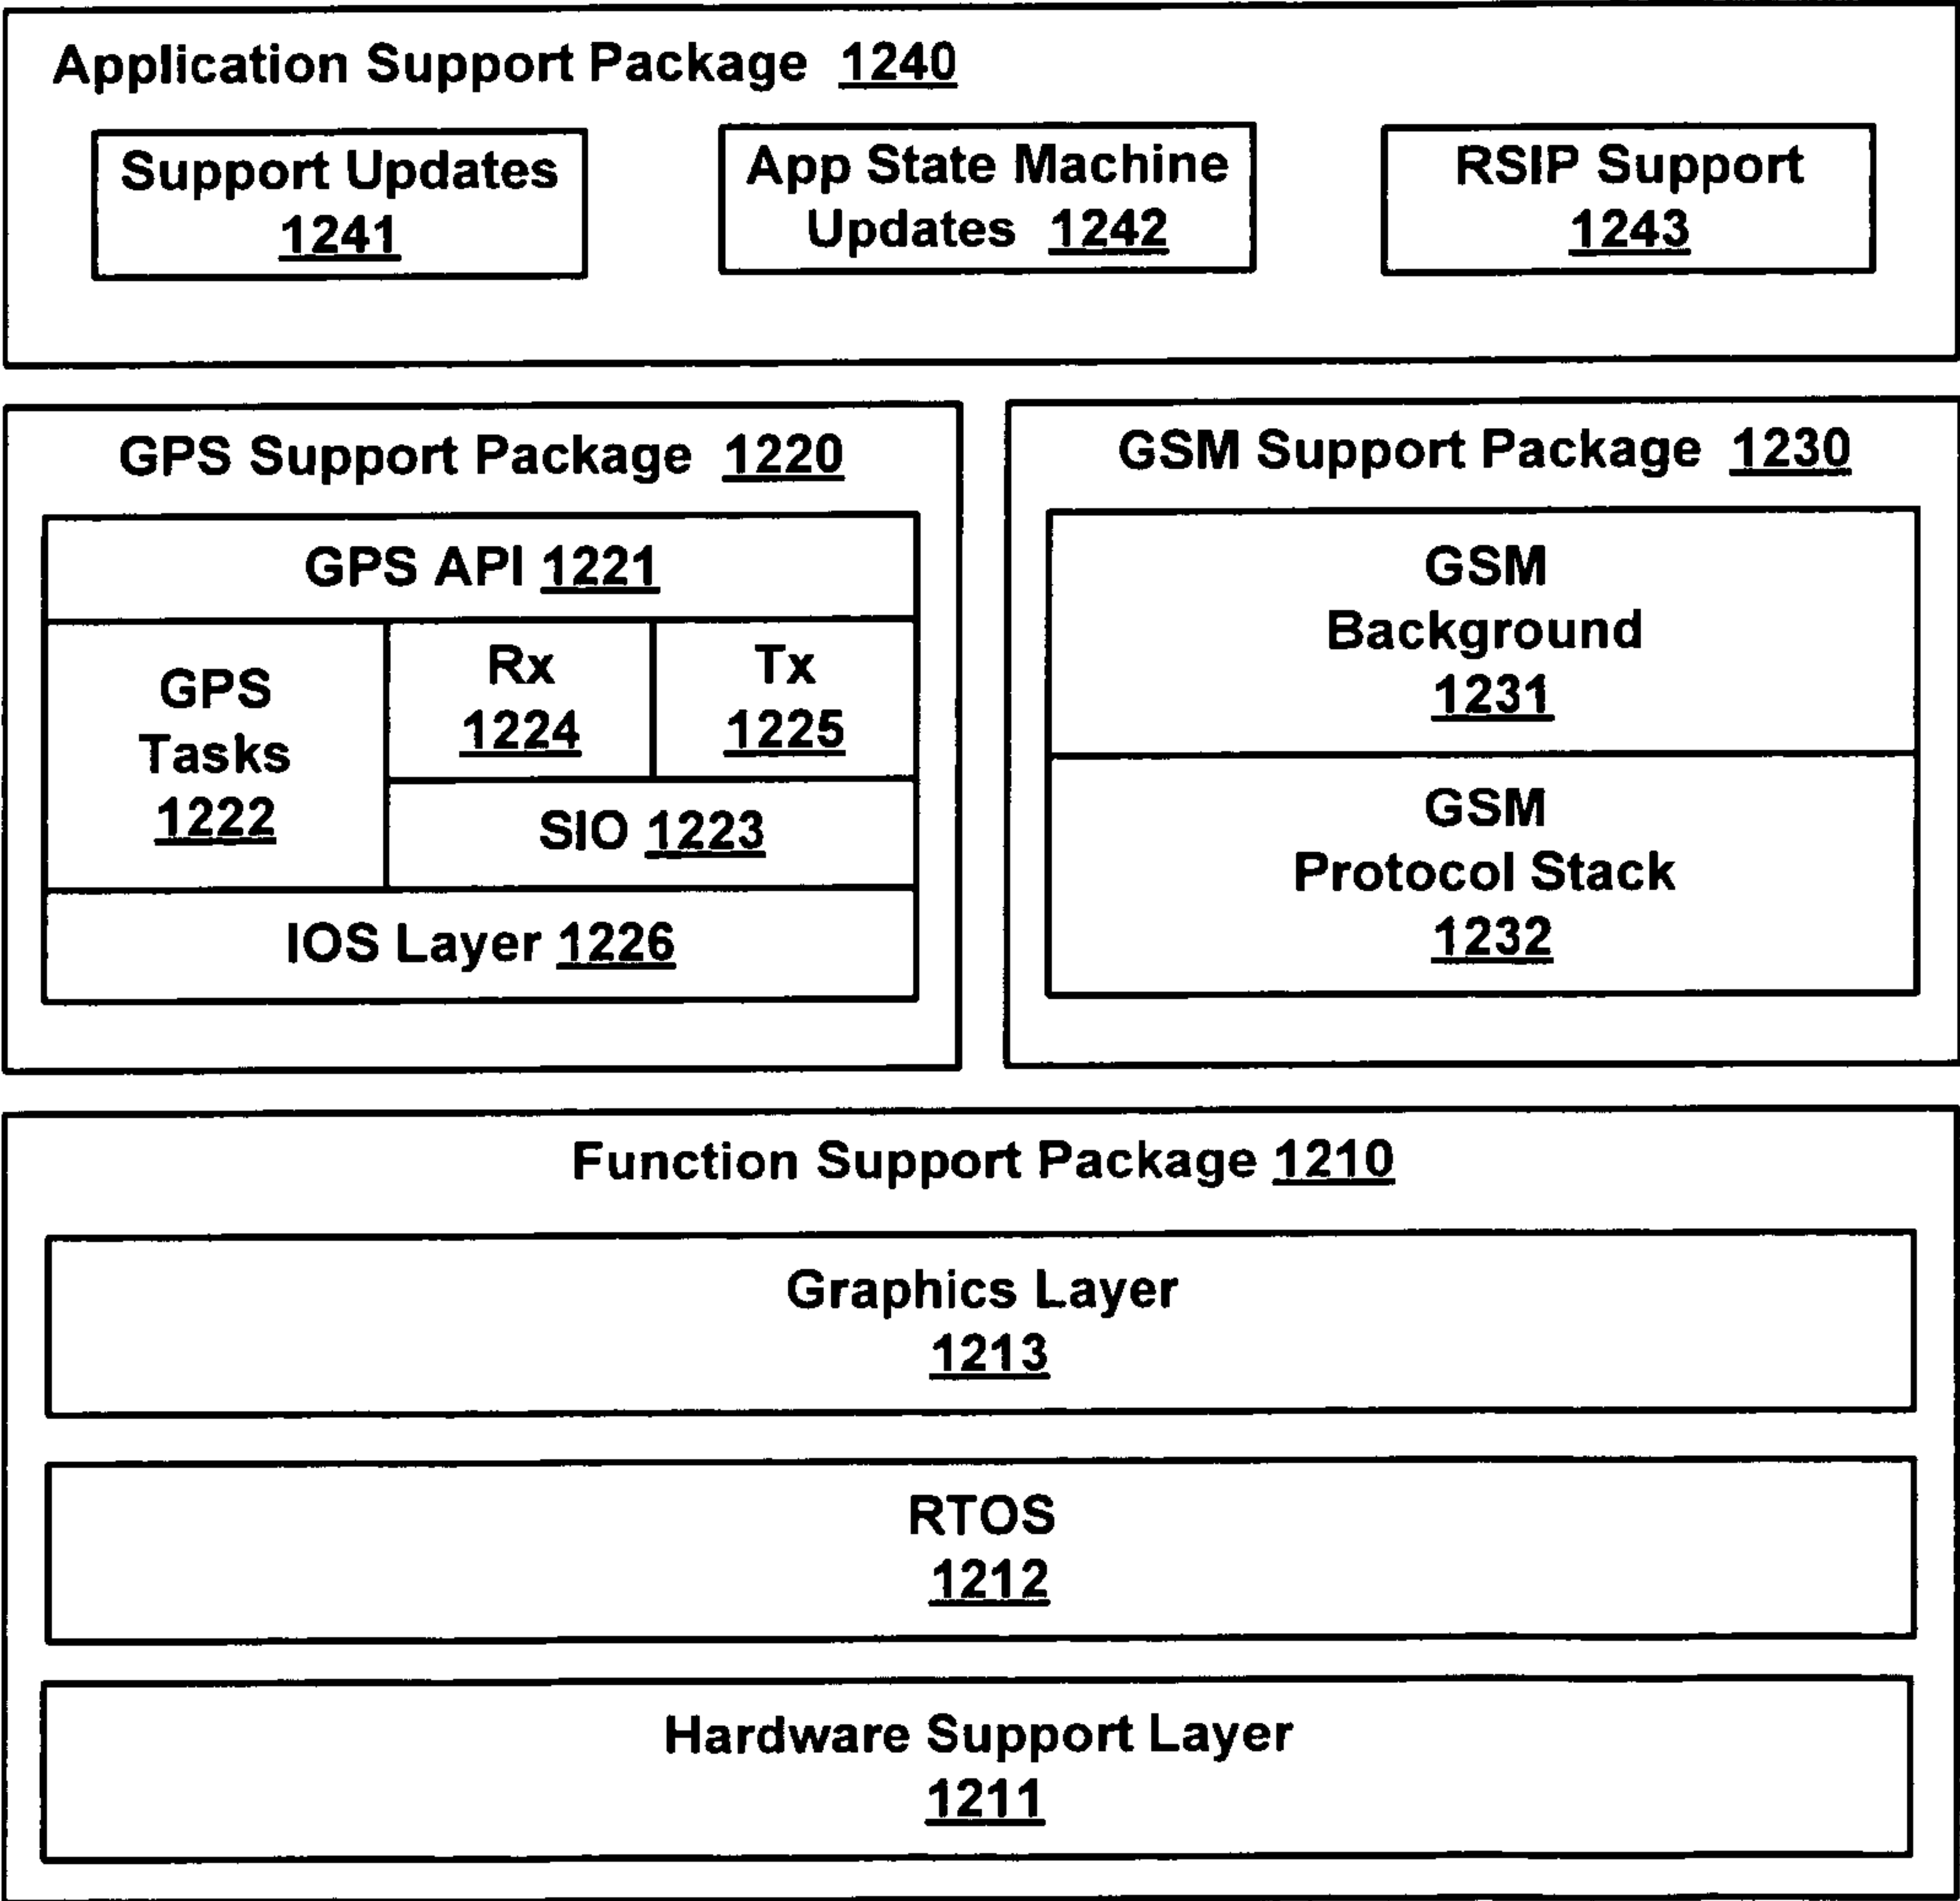 Application Support Package 1240
Support Updates
1241
App State Machine
Updates 1242
RSIP Support
1243
GPS Support Package 1220
GPS API 1221
GPS
Tasks
1222
Rx
1224
Tx
1225
SIO 1223
IOS Layer 1226
GSM Support Package 1230
GSM
Background
1231
GSM
Protocol Stack
1232
Function Support Package 1210
Graphics Layer
1213
RTOS
1212
Hardware Support Layer
1211